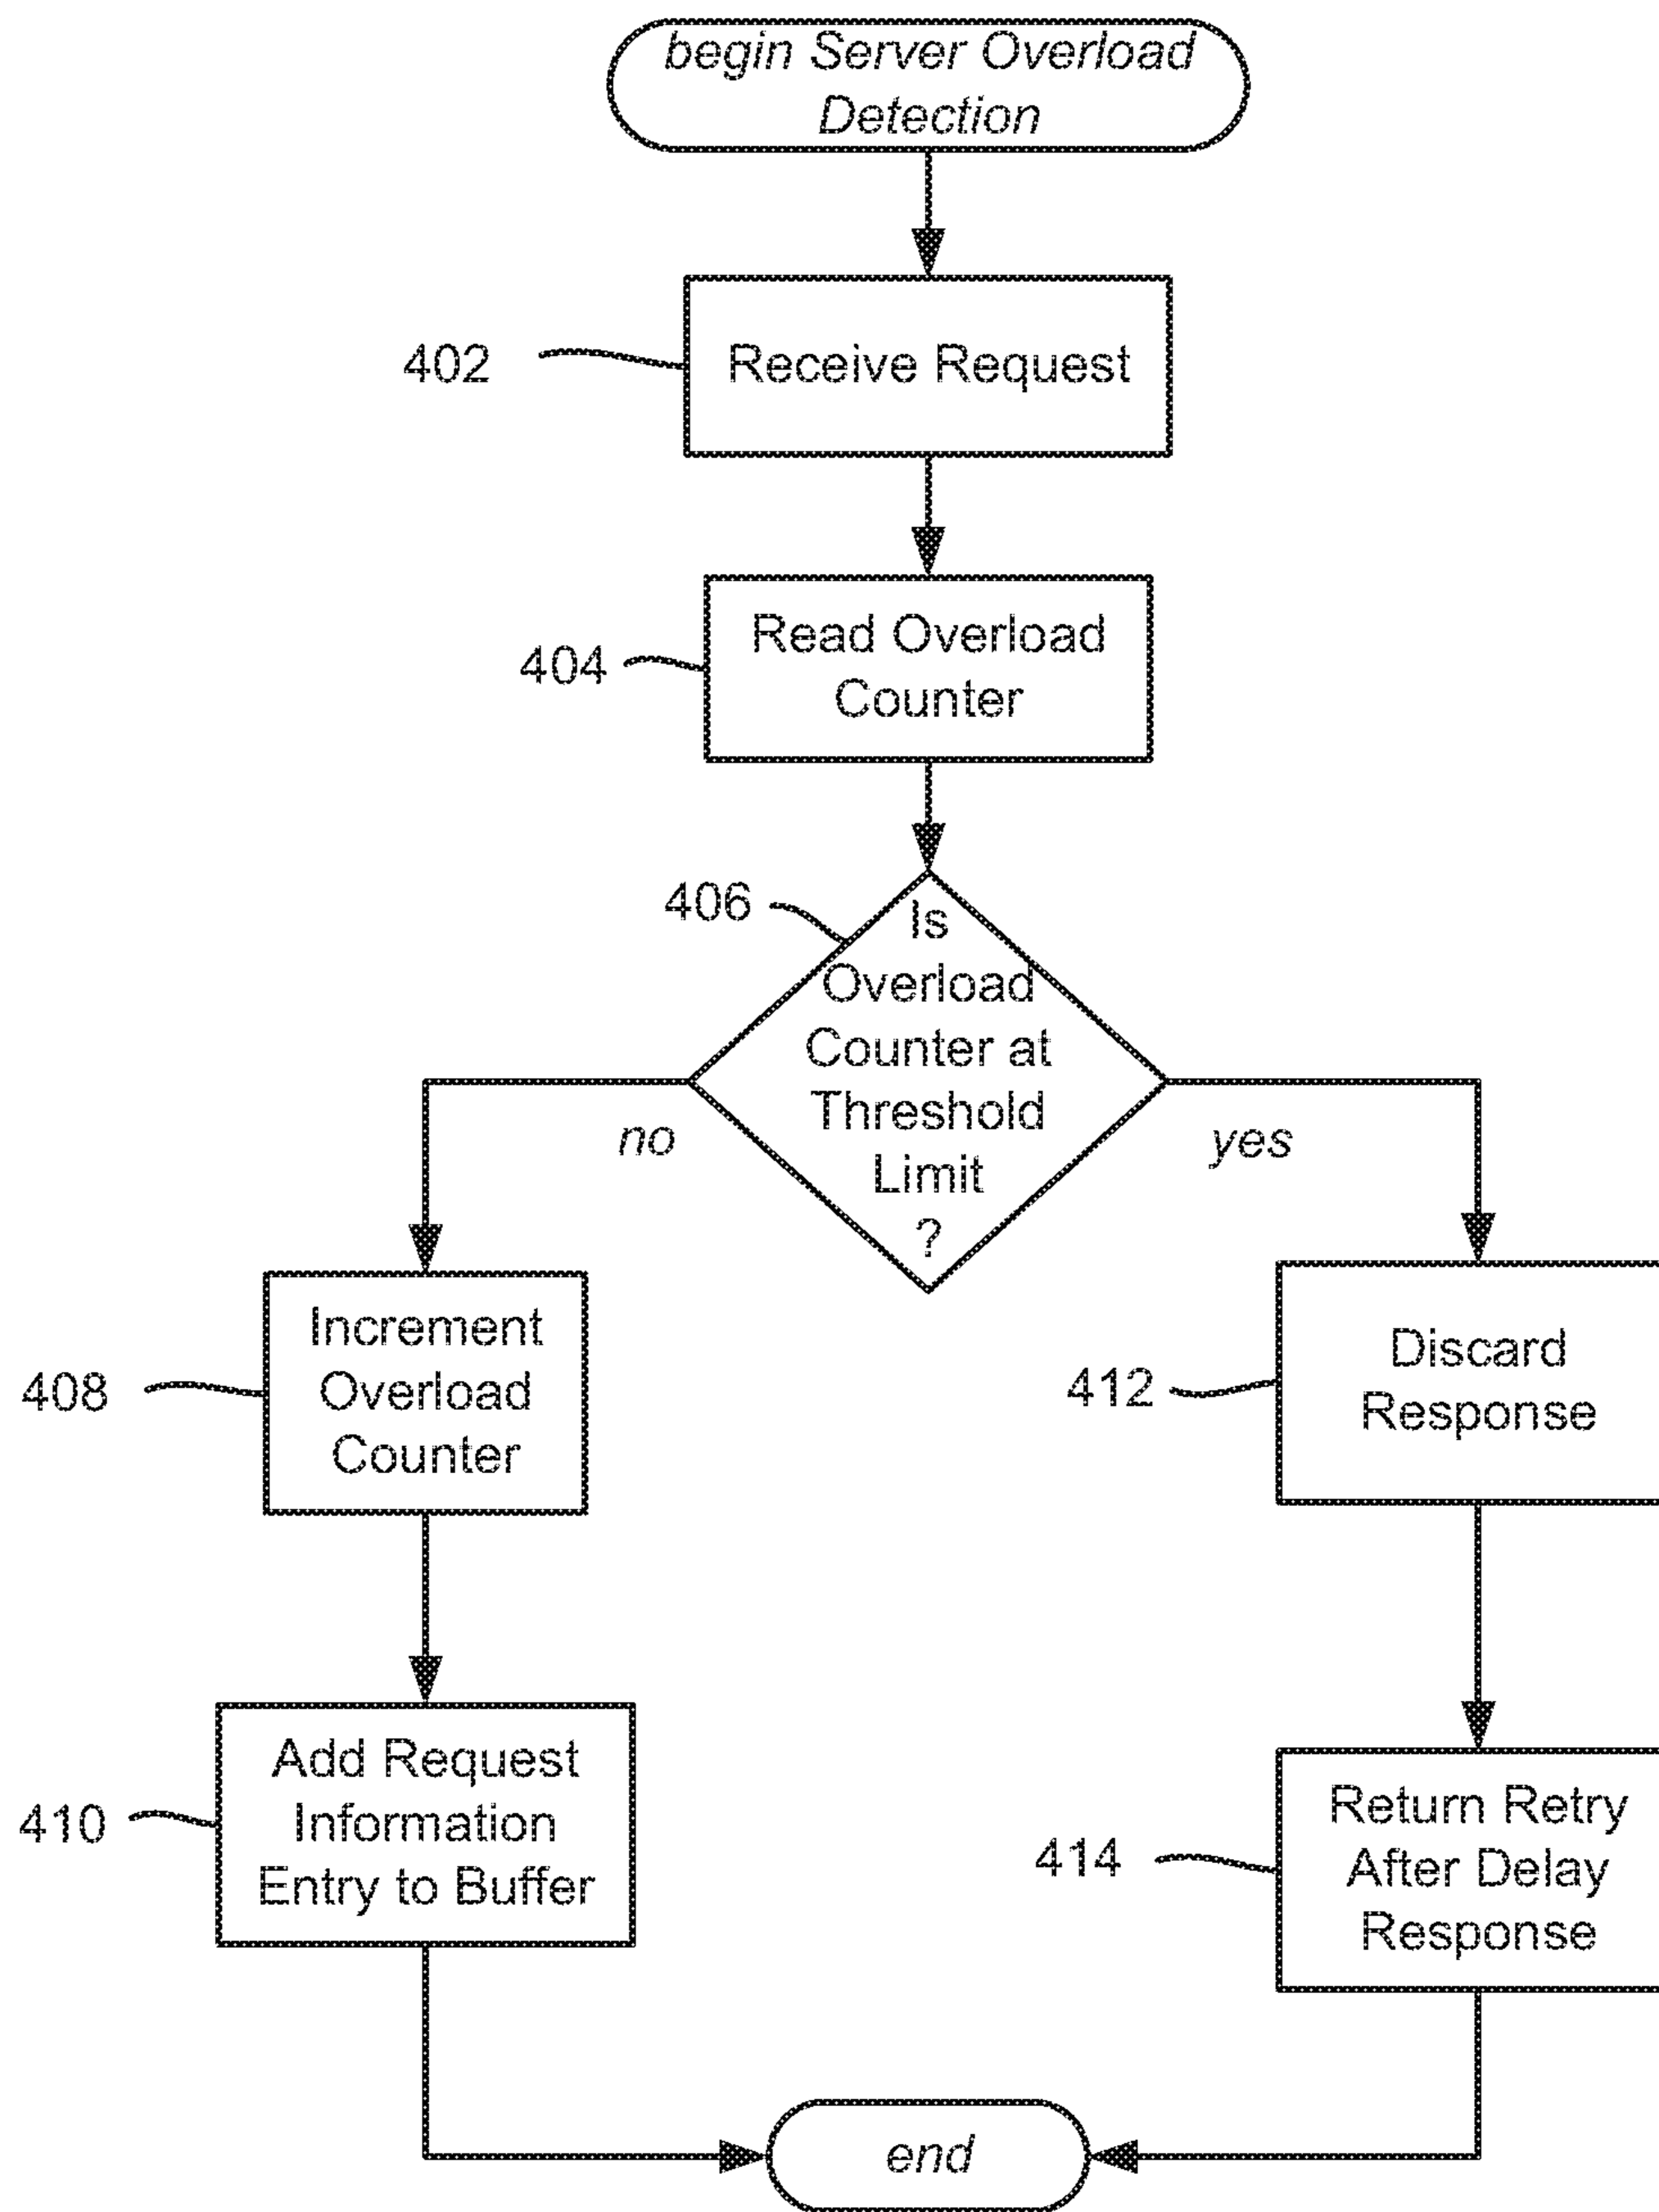 begin Server Overload
Detection
402
Receive Request
404
Read Overload
Counter
406
Is
Overload
Counter at
Threshold
Limit
?
no
yes
408
Increment
Overload
Counter
412
Discard
Response
410
Add Request
Information
Entry to Buffer
414
Return Retry
After Delay
Response
end